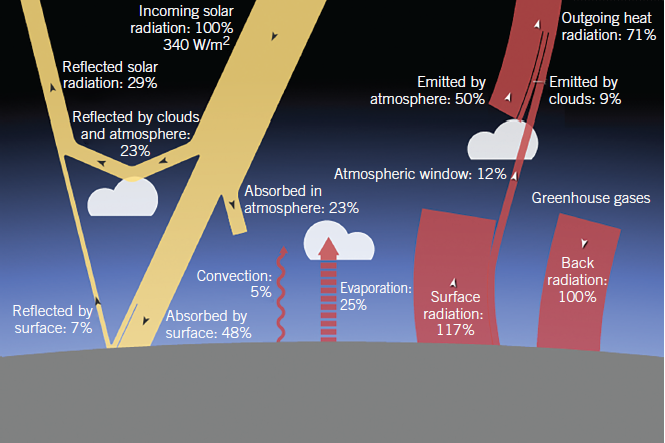 Incoming solar
radiation: 100%
340 W/m²
Reflected solar
radiation: 29%
Reflected by clouds
and atmosphere:
23%
Absorbed in
atmosphere: 23%
Convection:
5%
Evaporation:
25%
Reflected by
surface: 7%
Absorbed by
surface: 48%
Outgoing heat
radiation: 71%
Emitted by
atmosphere: 50%
Emitted by
clouds: 9%
Atmospheric window: 12%
Greenhouse gases
Surface
radiation:
117%
Back
radiation:
100%